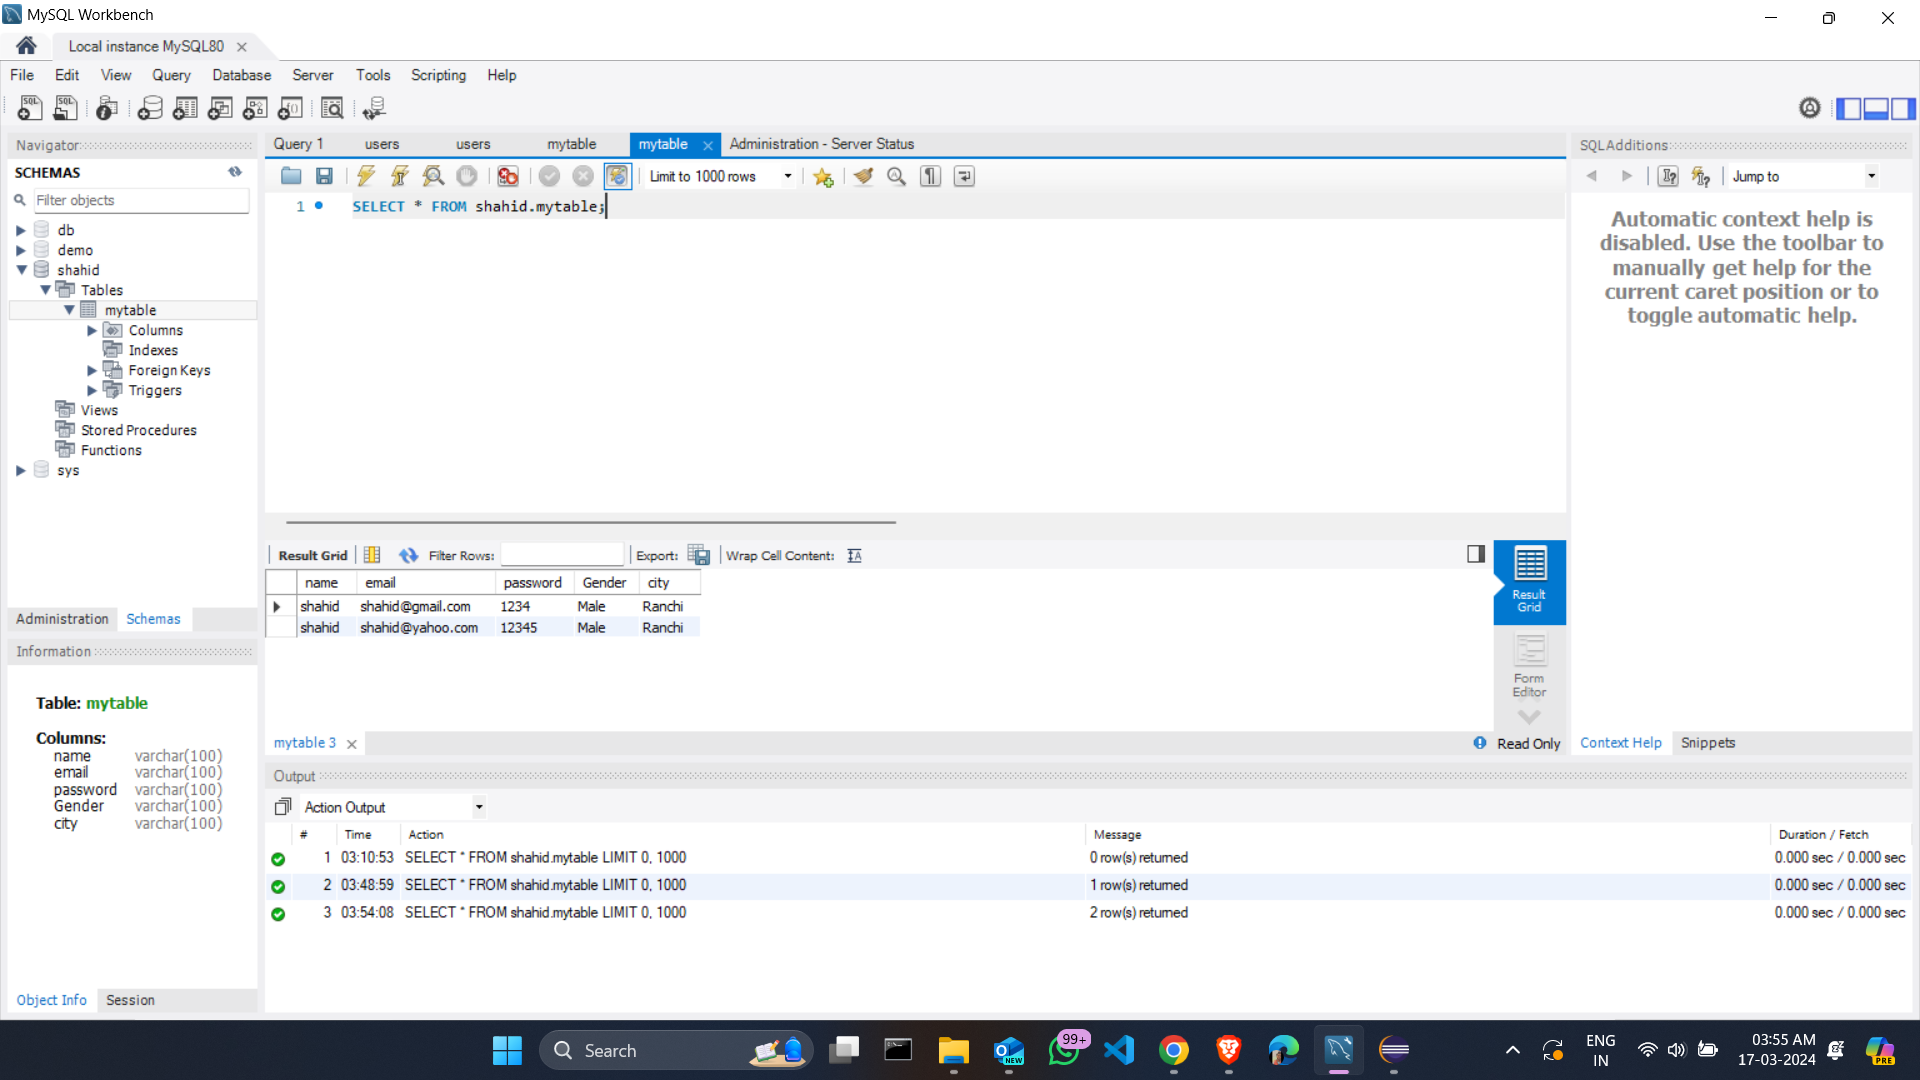 MySQL Workbench
Local instance MySQL80
File Edit View Query Database Server Tools Scripting Help
Navigator
SCHEMAS
Filter objects
db
demo
shahid
Tables
mytable
Columns
Indexes
Foreign Keys
Triggers
Views
Stored Procedures
Functions
sys
Administration Schemas
Information
Table: mytable
Columns:
name varchar(100)
email varchar(100)
password varchar(100)
Gender varchar(100)
city varchar(100)
Object Info Session
Query 1 users users mytable mytable Administration - Server Status
Limit to 1000 rows
1 SELECT * FROM shahid.mytable;
Result Grid Filter Rows: Export: Wrap Cell Content:
name email password Gender city
shahid shahid@gmail.com 1234 Male Ranchi
shahid shahid@yahoo.com 12345 Male Ranchi
Result
Grid
Form
Editor
mytable 3 Read Only
SQLAdditions
Jump to
Automatic context help is
disabled. Use the toolbar to
manually get help for the
current caret position or to
toggle automatic help.
Context Help Snippets
Output
Action Output
# Time Action Message Duration / Fetch
1 03:10:53 SELECT * FROM shahid.mytable LIMIT 0, 1000 0 row(s) returned 0.000 sec / 0.000 sec
2 03:48:59 SELECT * FROM shahid.mytable LIMIT 0, 1000 1 row(s) returned 0.000 sec / 0.000 sec
3 03:54:08 SELECT * FROM shahid.mytable LIMIT 0, 1000 2 row(s) returned 0.000 sec / 0.000 sec
Search
NEW
99+
ENG
IN
03:55 AM
17-03-2024
PRE